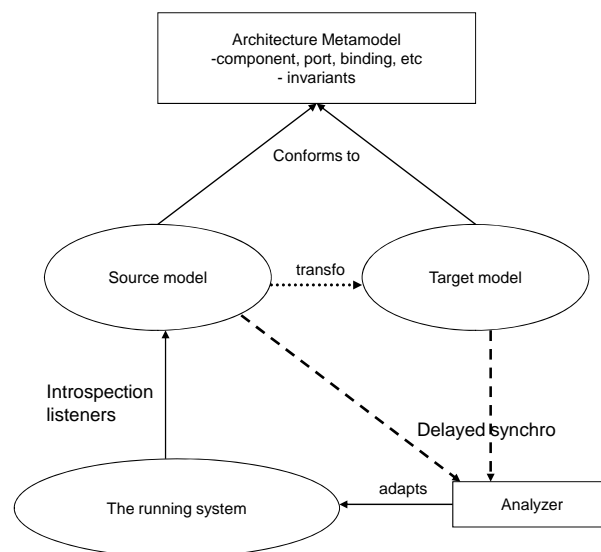 Architecture Metamodel
-component, port, binding, etc
- invariants
Conforms to
Source model
transfo
Target model
Introspection
listeners
Delayed synchro
The running system
adapts
Analyzer